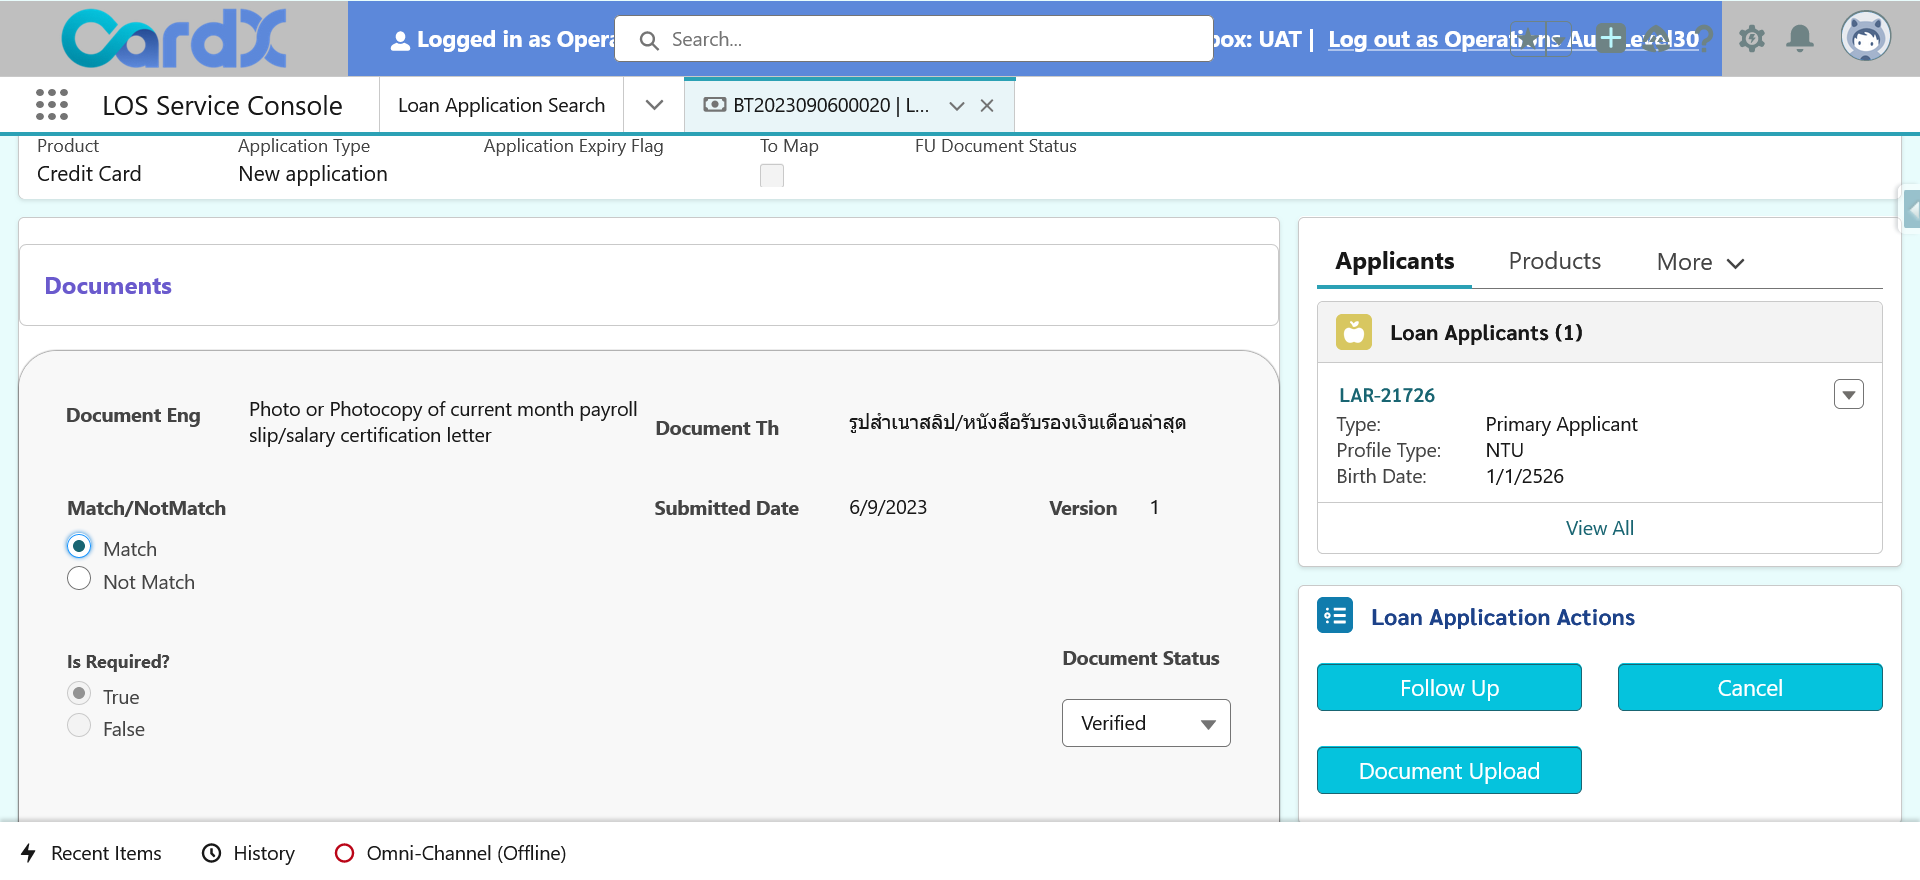 CardX
Logged in as Opera
Search...
box: UAT |
Log out as Operations Au
Level30
LOS Service Console
Loan Application Search
BT2023090600020 | L...
Product
Application Type
Application Expiry Flag
To Map
FU Document Status
Credit Card
New application
Documents
Document Eng
Photo or Photocopy of current month payroll
slip/salary certification letter
Document Th
รูปสำเนาสลิป/หนังสือรับรองเงินเดือนล่าสุด
Match/NotMatch
Submitted Date
6/9/2023
Version
1
Match
Not Match
Is Required?
True
False
Document Status
Verified
Applicants
Products
More
Loan Applicants (1)
LAR-21726
Type:
Primary Applicant
Profile Type:
NTU
Birth Date:
1/1/2526
View All
Loan Application Actions
Follow Up
Cancel
Document Upload
Recent Items
History
Omni-Channel (Offline)